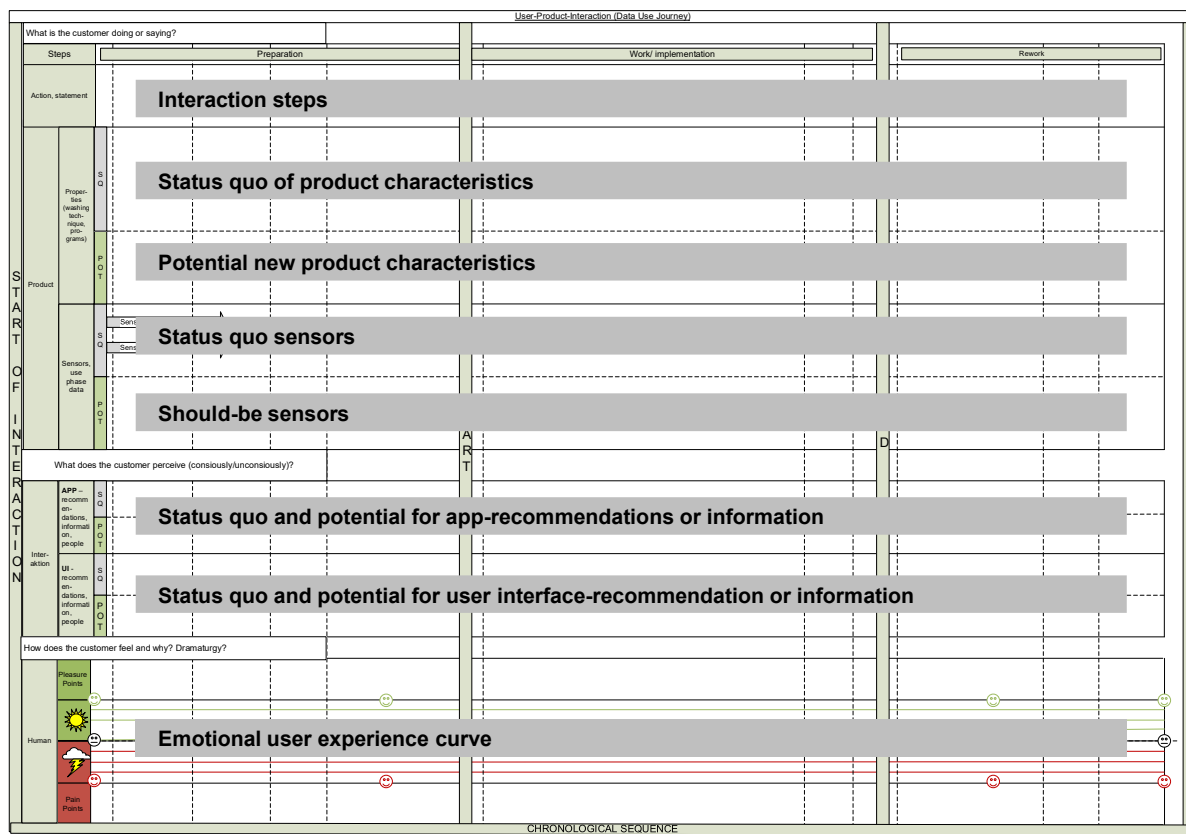 User-Product-Interaction (Data Use Journey)
What is the customer doing or saying?
Steps
Preparation
Work/ implementation
Rework
Action, statement
Interaction steps
START OF INTERACTION
Product
Proper-
ties
(washing
tech-
nique,
pro-
grams)
S
Q
Status quo of product characteristics
P
O
T
Potential new product characteristics
Sensors,
use
phase
data
S
Q
Sens
Sens
Status quo sensors
P
O
T
Should-be sensors
A
R
T
D
What does the customer perceive (consiously/unconsiously)?
Inter-
aktion
APP –
recomm
en-
dations,
informati
on,
people
S
Q
P
O
T
Status quo and potential for app-recommendations or information
UI -
recomm
en-
dations,
informati
on,
people
S
Q
P
O
T
Status quo and potential for user interface-recommendation or information
How does the customer feel and why? Dramaturgy?
Human
Pleasure
Points
Emotional user experience curve
Pain
Points
CHRONOLOGICAL SEQUENCE